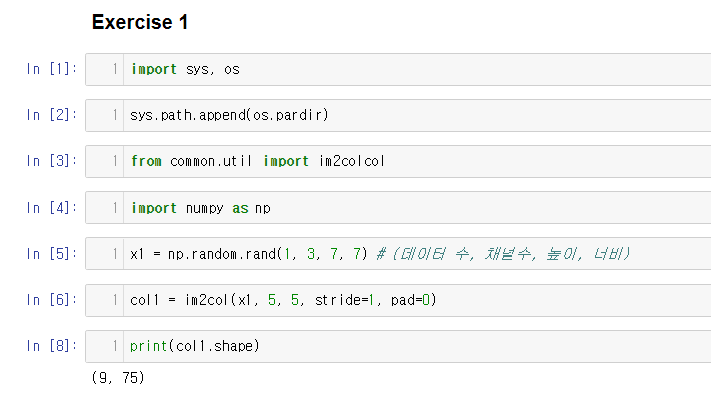 Exercise 1
In [1]: 1 import sys, os
In [2]: 1 sys.path.append(os.pardir)
In [3]: 1 from common.util import im2colcol
In [4]: 1 import numpy as np
In [5]: 1 x1 = np.random.rand(1, 3, 7, 7) # (데이터 수, 채널수, 높이, 너비)
In [6]: 1 col1 = im2col(x1, 5, 5, stride=1, pad=0)
In [8]: 1 print(col1.shape)
(9, 75)